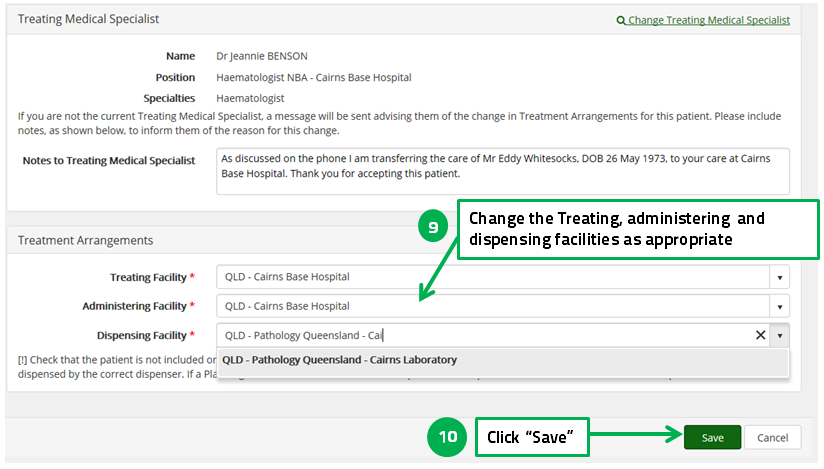 Treating Medical Specialist
Change Treating Medical Specialist
Name Dr Jeannie BENSON
Position Haematologist NBA - Cairns Base Hospital
Specialties Haematologist
If you are not the current Treating Medical Specialist, a message will be sent advising them of the change in Treatment Arrangements for this patient. Please include
notes, as shown below, to inform them of the reason for this change.
Notes to Treating Medical Specialist
As discussed on the phone I am transferring the care of Mr Eddy Whitesocks, DOB 26 May 1973, to your care at Cairns
Base Hospital. Thank you for accepting this patient.
9
Change the Treating, administering and
dispensing facilities as appropriate
Treatment Arrangements
Treating Facility * QLD - Cairns Base Hospital
Administering Facility * QLD - Cairns Base Hospital
Dispensing Facility * QLD - Pathology Queensland - Cai
QLD - Pathology Queensland - Cairns Laboratory
[!] Check that the patient is not included or
dispensed by the correct dispenser. If a Pla
10
Click “Save”
Save
Cancel